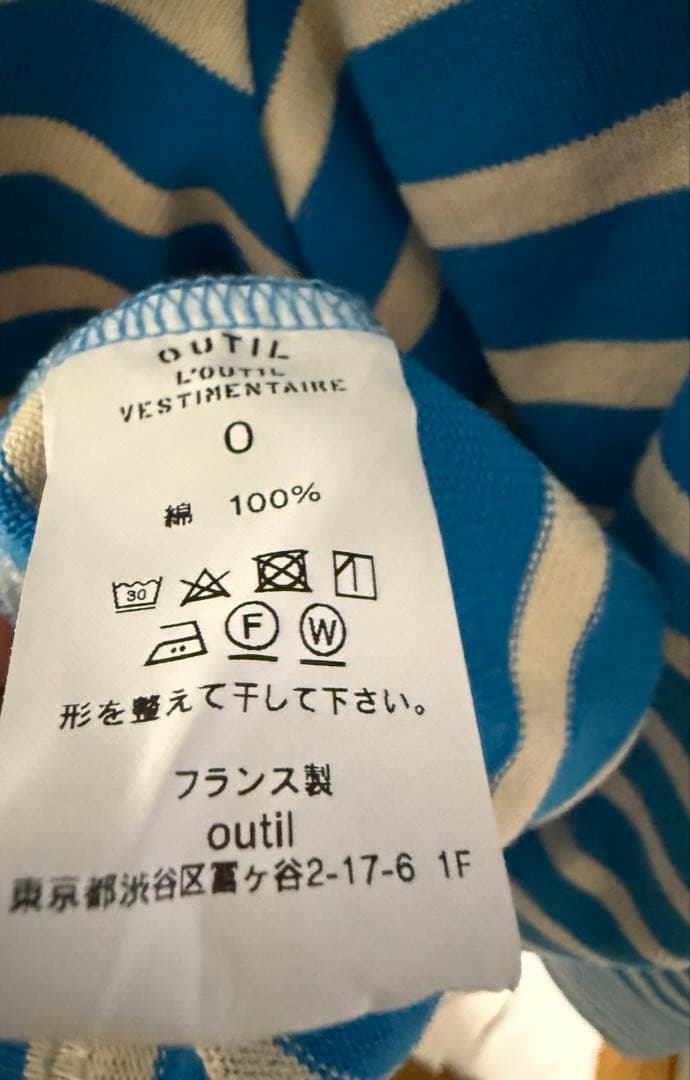 OUTIL
L'OUTIL
VESTIMENTAIRE
0
綿 100%
30
F W
形を整えて干して下さい。
フランス製
outil
東京都渋谷区富ヶ谷2-17-6 1F